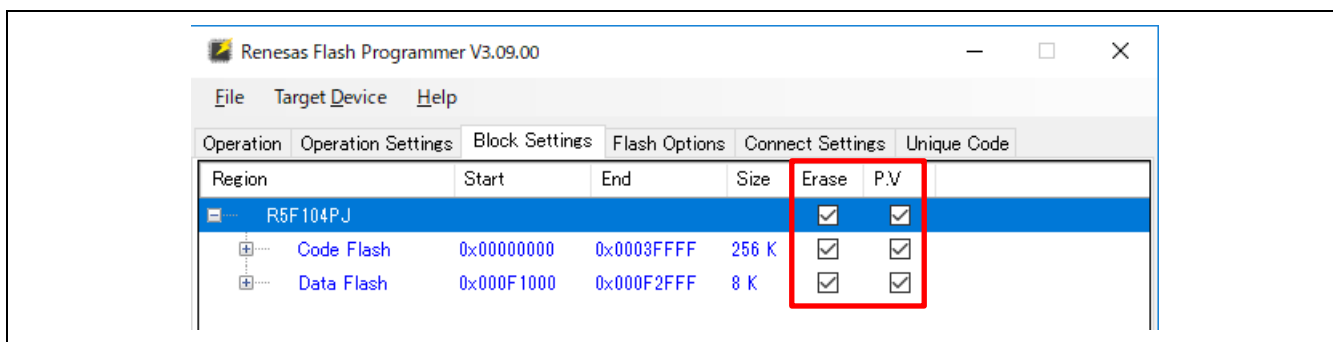 Renesas Flash Programmer V3.09.00
File Target Device Help
Operation Operation Settings Block Settings Flash Options Connect Settings Unique Code
Region Start End Size Erase P.V
R5F104PJ
Code Flash 0x00000000 0x0003FFFF 256 K
Data Flash 0x000F1000 0x000F2FFF 8 K